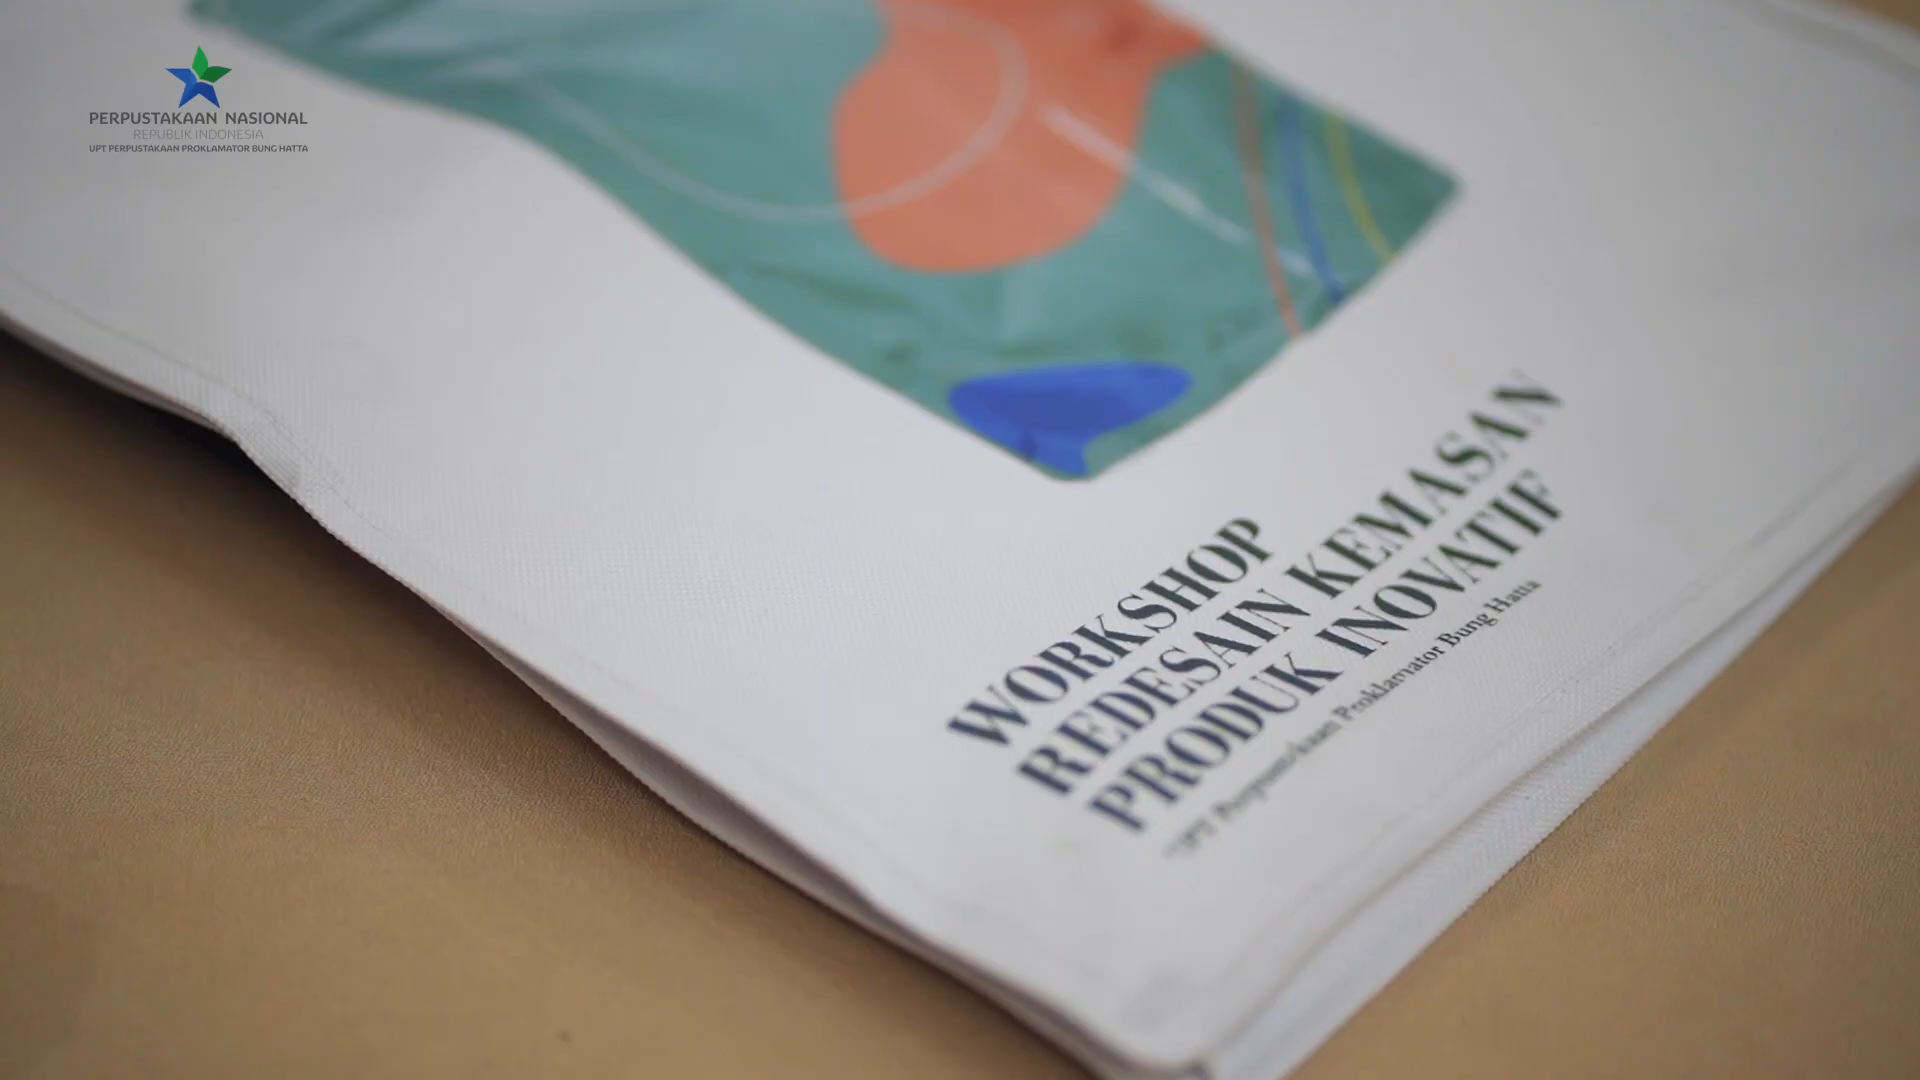 PERPUSTAKAAN NASIONAL
REPUBLIK INDONESIA
UPT PERPUSTAKAAN PROKLAMATOR BUNG HATTA
WORKSHOP
REDESAIN KEMASAN
PRODUK INOVATIF
UPT Perpustakaan Proklamator Bung Hatta